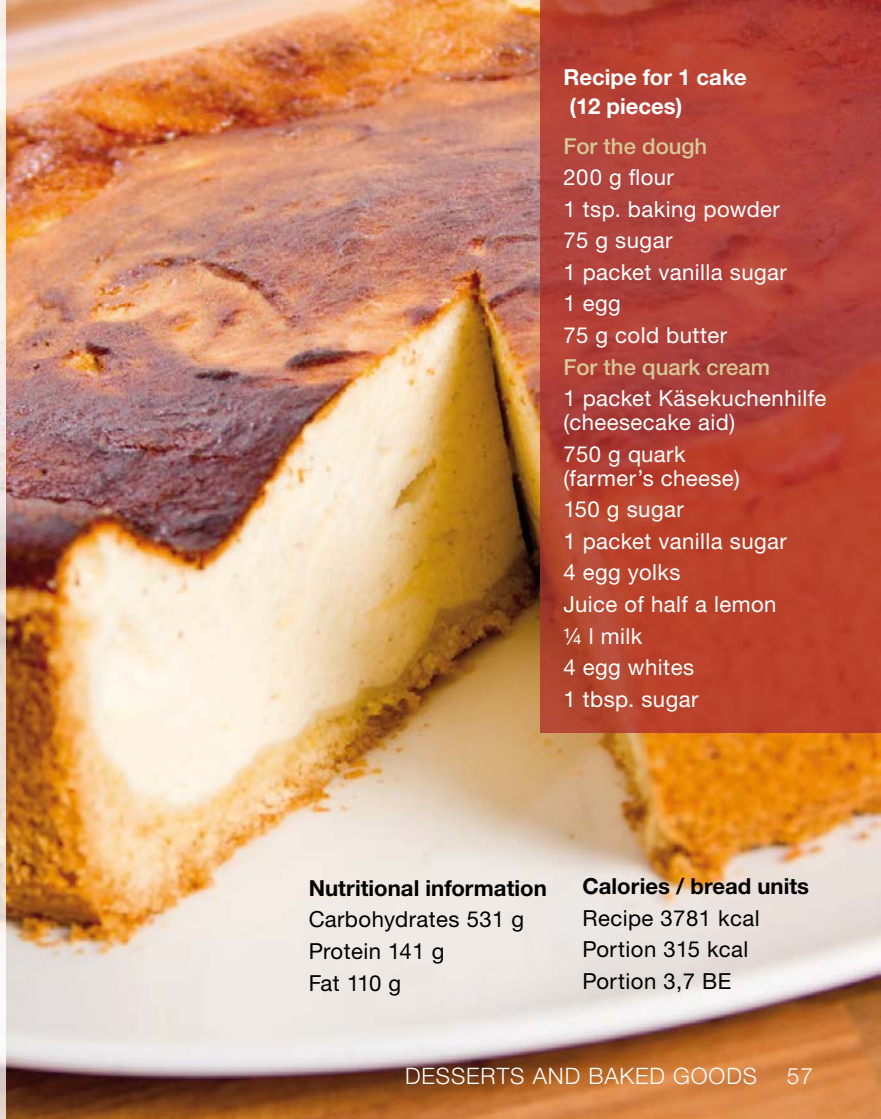 Recipe for 1 cake
(12 pieces)
For the dough
200 g flour
1 tsp. baking powder
75 g sugar
1 packet vanilla sugar
1 egg
75 g cold butter
For the quark cream
1 packet Käsekuchenhilfe
(cheesecake aid)
750 g quark
(farmer's cheese)
150 g sugar
1 packet vanilla sugar
4 egg yolks
Juice of half a lemon
¼ l milk
4 egg whites
1 tbsp. sugar
Nutritional information
Carbohydrates 531 g
Protein 141 g
Fat 110 g
Calories / bread units
Recipe 3781 kcal
Portion 315 kcal
Portion 3,7 BE
DESSERTS AND BAKED GOODS 57